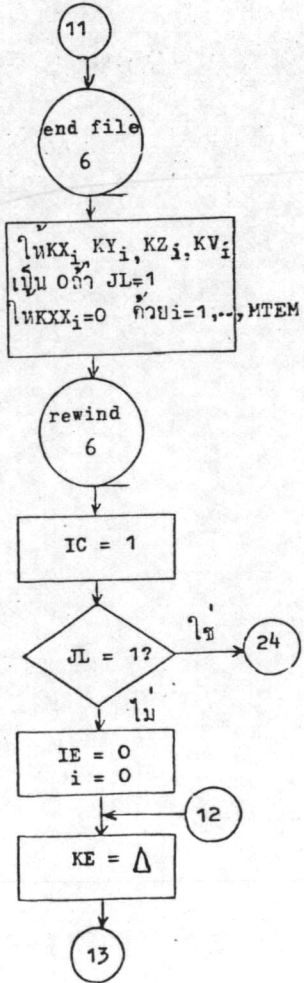 11
end file
6
ให้KXi KYi, KZi, KVi
เป็น 0ถ้า JL=1
ให้KXXi=0 ด้วยi=1,..,MTEM
rewind
6
IC = 1
JL = 1?
ใช่
24
ไม่
IE = 0
i = 0
12
KE = Δ
13